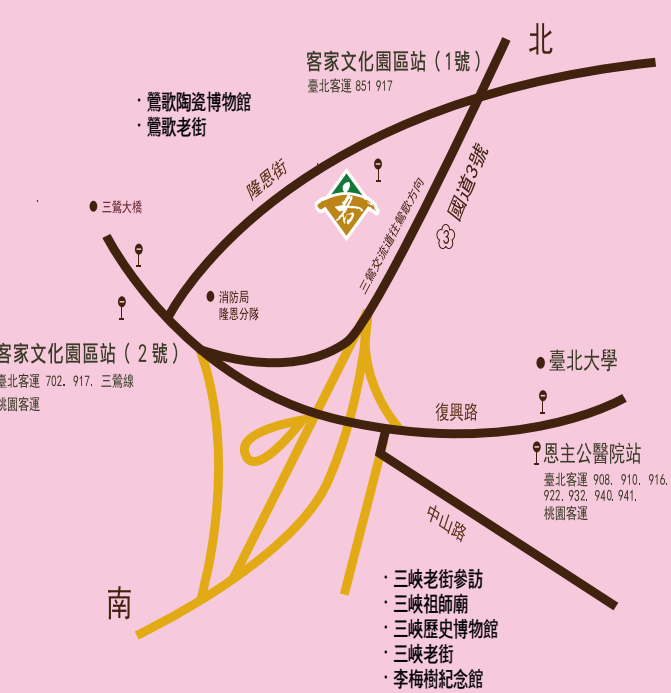 北
客家文化園區站（1號）
臺北客運 851 917
·鶯歌陶瓷博物館
·鶯歌老街
隆恩街
國道3號
3
三鶯交流道往鶯歌方向
客
三鶯大橋
消防局
隆恩分隊
客家文化園區站（2號）
臺北客運 702. 917. 三鶯線
桃園客運
臺北大學
復興路
恩主公醫院站
臺北客運 908. 910. 916.
922. 932. 940. 941.
桃園客運
中山路
南
·三峽老街參訪
·三峽祖師廟
·三峽歷史博物館
·三峽老街
·李梅樹紀念館